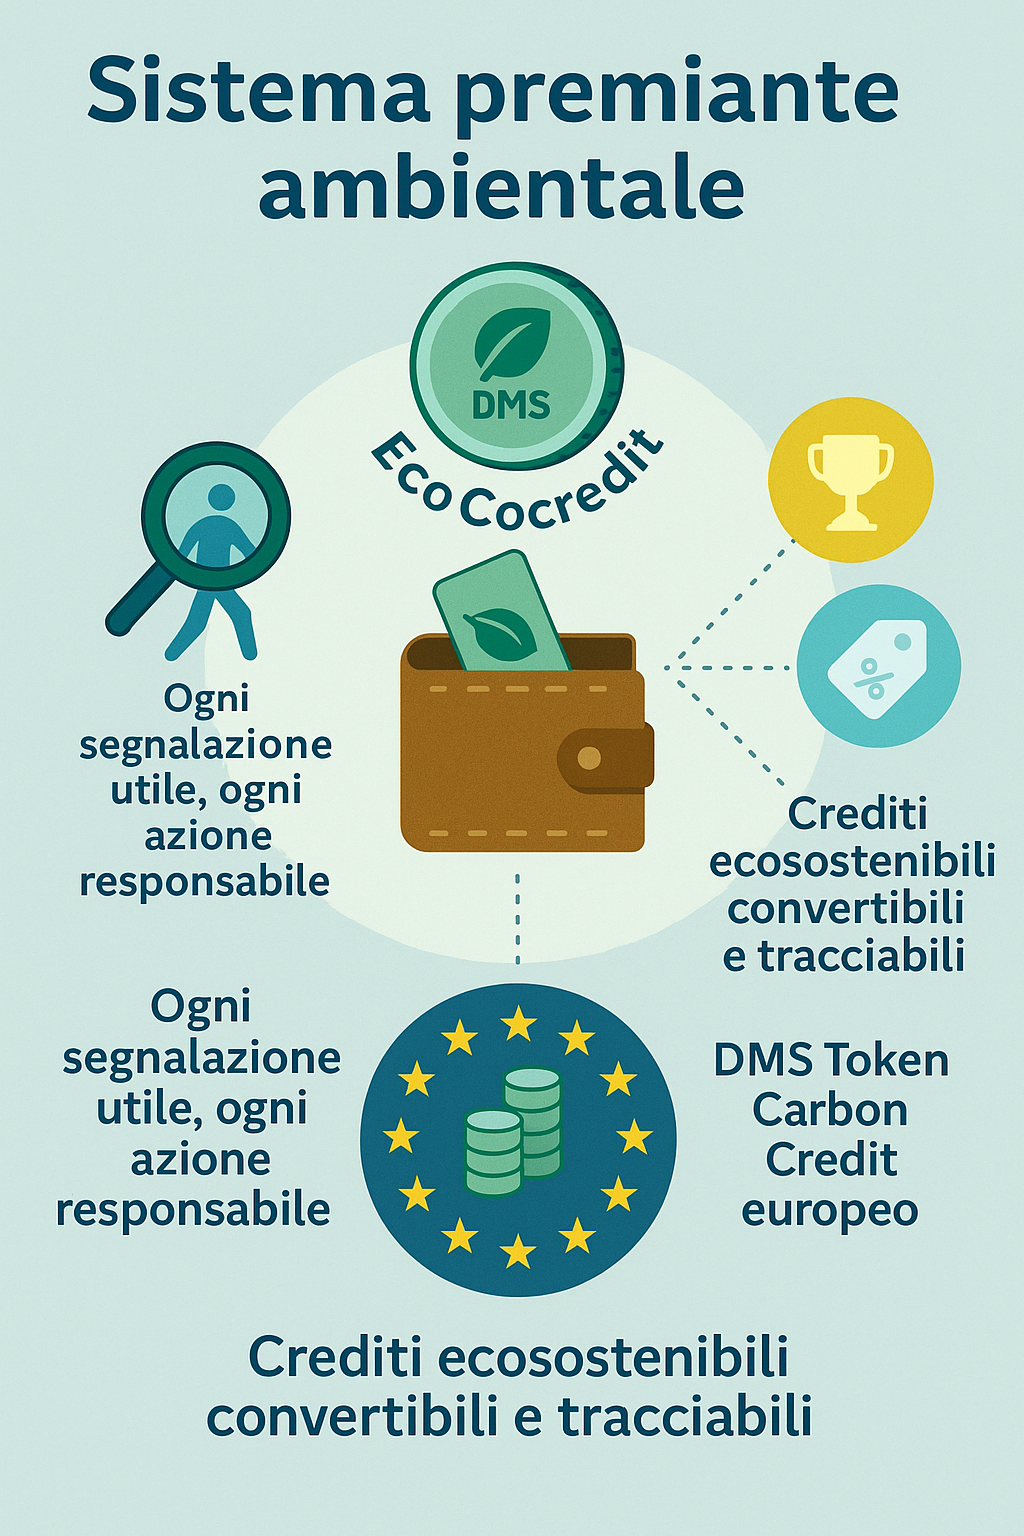 Sistema premiante
ambientale
DMS
Eco Cocredit
Ogni
segnalazione
utile, ogni
azione
responsabile
%
Crediti
ecosostenibili
convertibili
e tracciabili
Ogni
segnalazione
utile, ogni
azione
responsabile
DMS Token
Carbon
Credit
europeo
Crediti ecosostenibili
convertibili e tracciabili